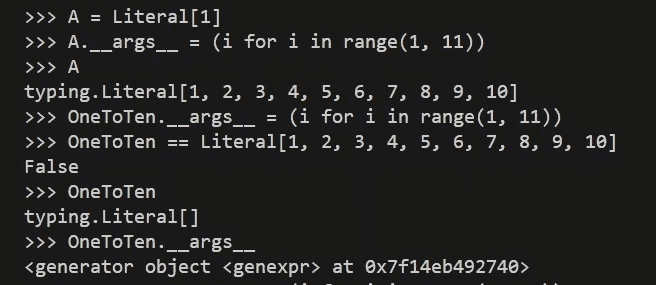 >>> A = Literal[1]
>>> A.__args__ = (i for i in range(1, 11))
>>> A
typing.Literal[1, 2, 3, 4, 5, 6, 7, 8, 9, 10]
>>> OneToTen.__args__ = (i for i in range(1, 11))
>>> OneToTen == Literal[1, 2, 3, 4, 5, 6, 7, 8, 9, 10]
False
>>> OneToTen
typing.Literal[]
>>> OneToTen.__args__
<generator object <genexpr> at 0x7f14eb492740>